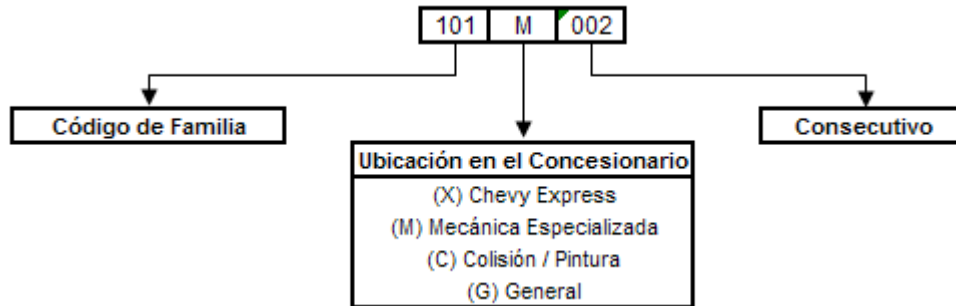 101 M 002
Código de Familia
Consecutivo
Ubicación en el Concesionario
(X) Chevy Express
(M) Mecánica Especializada
(C) Colisión / Pintura
(G) General